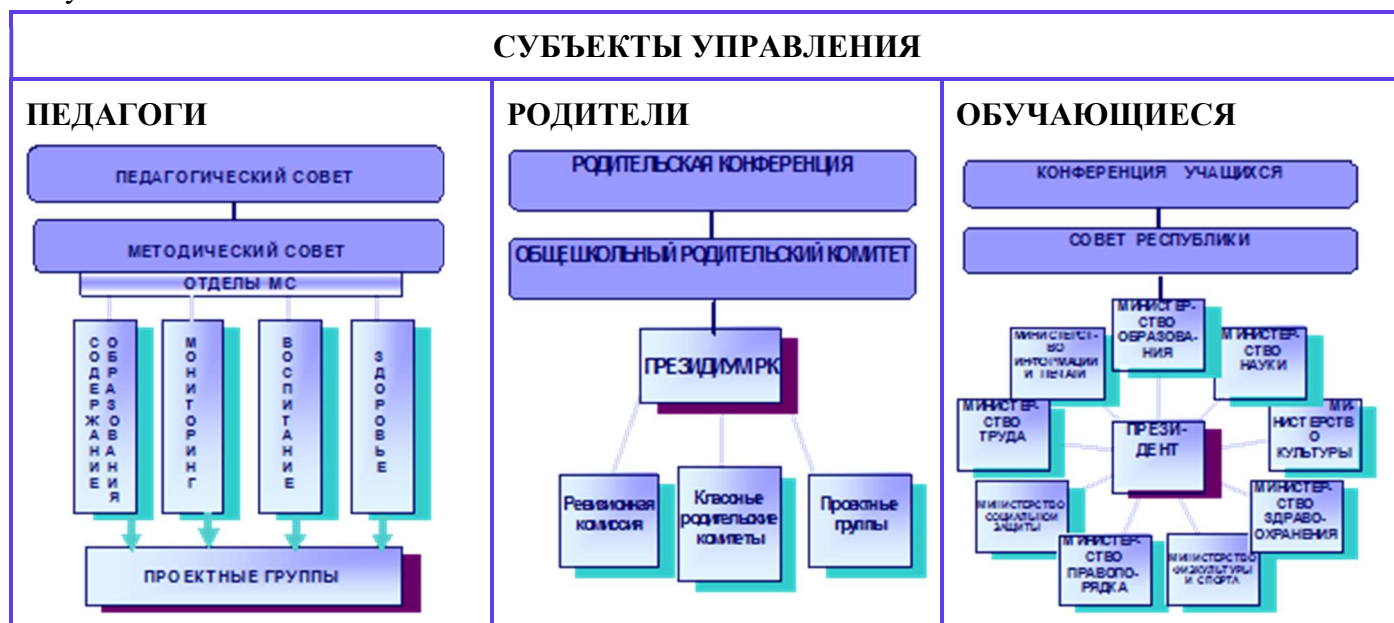 СУБЪЕКТЫ УПРАВЛЕНИЯ
ПЕДАГОГИ
ПЕДАГОГИЧЕСКИЙ СОВЕТ
МЕТОДИЧЕСКИЙ СОВЕТ
ОТДЕЛЫ МС
СОДЕРЖАНИЕ
ОБРАЗОВАНИЯ
МОНИТОРИНГ
ВОСПИТАНИЕ
ЗДОРОВЬЕ
ПРОЕКТНЫЕ ГРУППЫ
РОДИТЕЛИ
РОДИТЕЛЬСКАЯ КОНФЕРЕНЦИЯ
ОБЩЕШКОЛЬНЫЙ РОДИТЕЛЬСКИЙ КОМИТЕТ
ПРЕЗИДИУМ РК
Ревизионная
комиссия
Классные
родительские
комитеты
Проектные
группы
ОБУЧАЮЩИЕСЯ
КОНФЕРЕНЦИЯ УЧАЩИХСЯ
СОВЕТ РЕСПУБЛИКИ
МИНИСТЕР-
СТВО
ОБРАЗОВА-
НИЯ
МИНИСТЕРСТ-
ВО
ИНФОРМАЦИИ
И ПЕЧАТИ
МИНИСТЕР-
СТВО
НАУКИ
МИНИСТЕР-
СТВО
ТРУДА
ПРЕЗИ-
ДЕНТ
МИ-
НИСТЕРСТВ
О
КУЛЬТУРЫ
МИНИСТЕРСТВО
СОЦИАЛЬНОЙ
ЗАЩИТЫ
МИНИСТЕР-
СТВО
ПРАВОПО-
РЯДКА
МИНИСТЕРСТВО
ФИЗКУЛЬТУРЫ
И СПОРТА
МИНИСТЕР-
СТВО
ЗДРАВО-
ОХРАНЕНИЯ